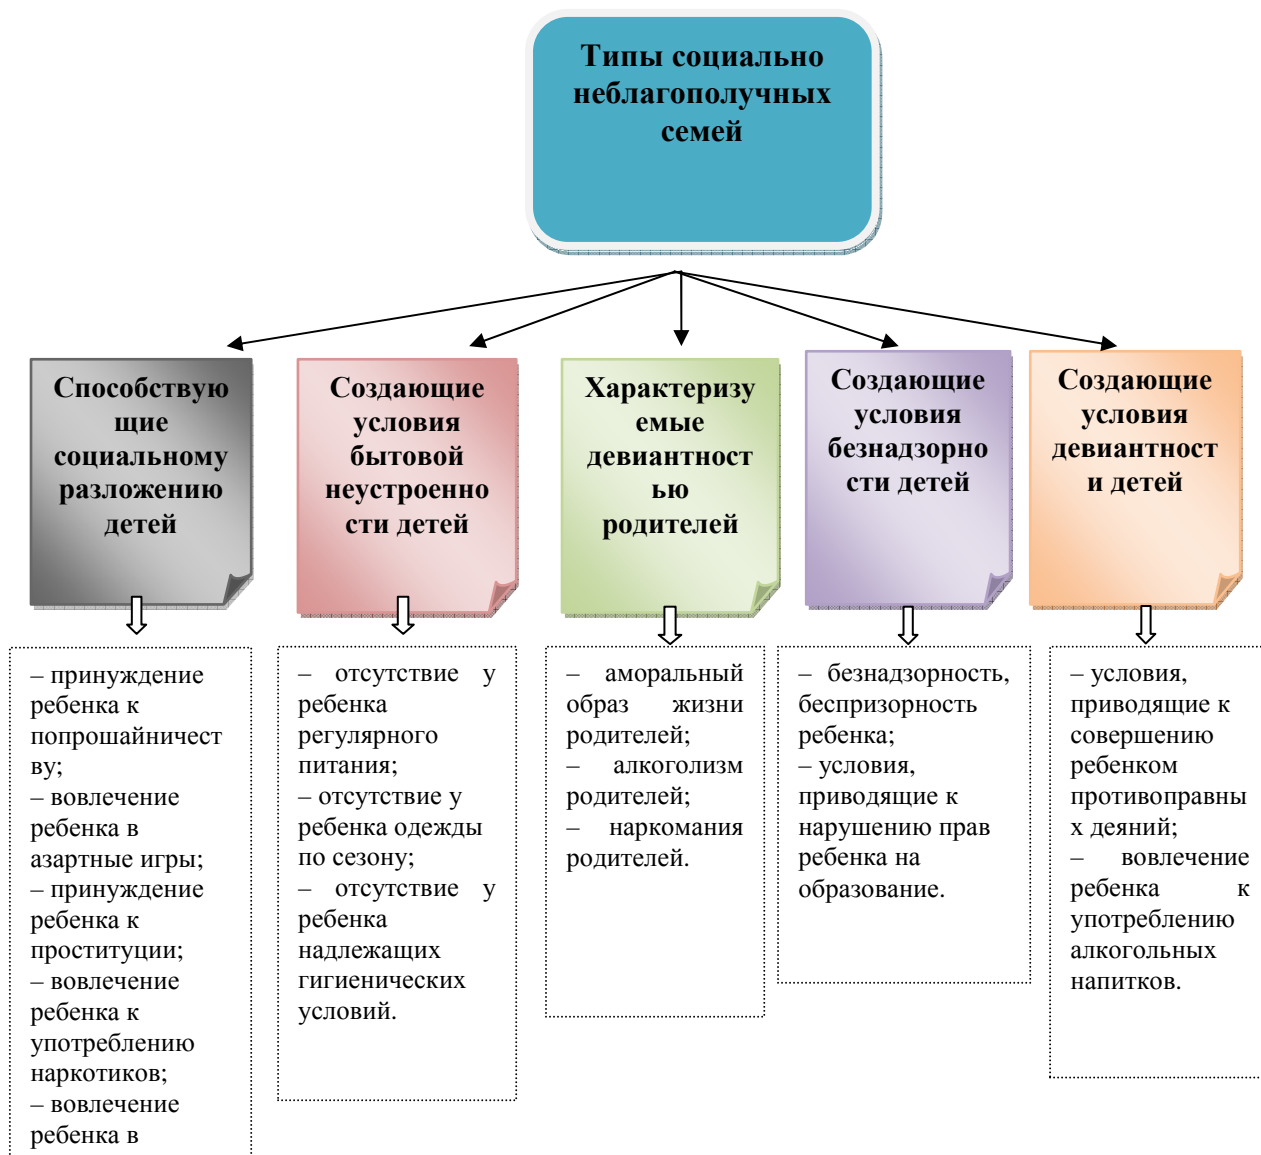 Типы социально
неблагополучных
семей
Способствую
щие
социальному
разложению
детей
Создающие
условия
бытовой
неустроенно
сти детей
Характеризу
емые
девиантност
ью
родителей
Создающие
условия
безнадзорно
сти детей
Создающие
условия
девиантност
и детей
– принуждение
ребенка к
попрошайничест
ву;
– вовлечение
ребенка в
азартные игры;
– принуждение
ребенка к
проституции;
– вовлечение
ребенка к
употреблению
наркотиков;
– вовлечение
ребенка в
– отсутствие у
ребенка
регулярного
питания;
– отсутствие у
ребенка одежды
по сезону;
– отсутствие у
ребенка
надлежащих
гигиенических
условий.
– аморальный
образ жизни
родителей;
– алкоголизм
родителей;
– наркомания
родителей.
– безнадзорность,
беспризорность
ребенка;
– условия,
приводящие к
нарушению прав
ребенка на
образование.
– условия,
приводящие к
совершению
ребенком
противоправны
х деяний;
– вовлечение
ребенка к
употреблению
алкогольных
напитков.